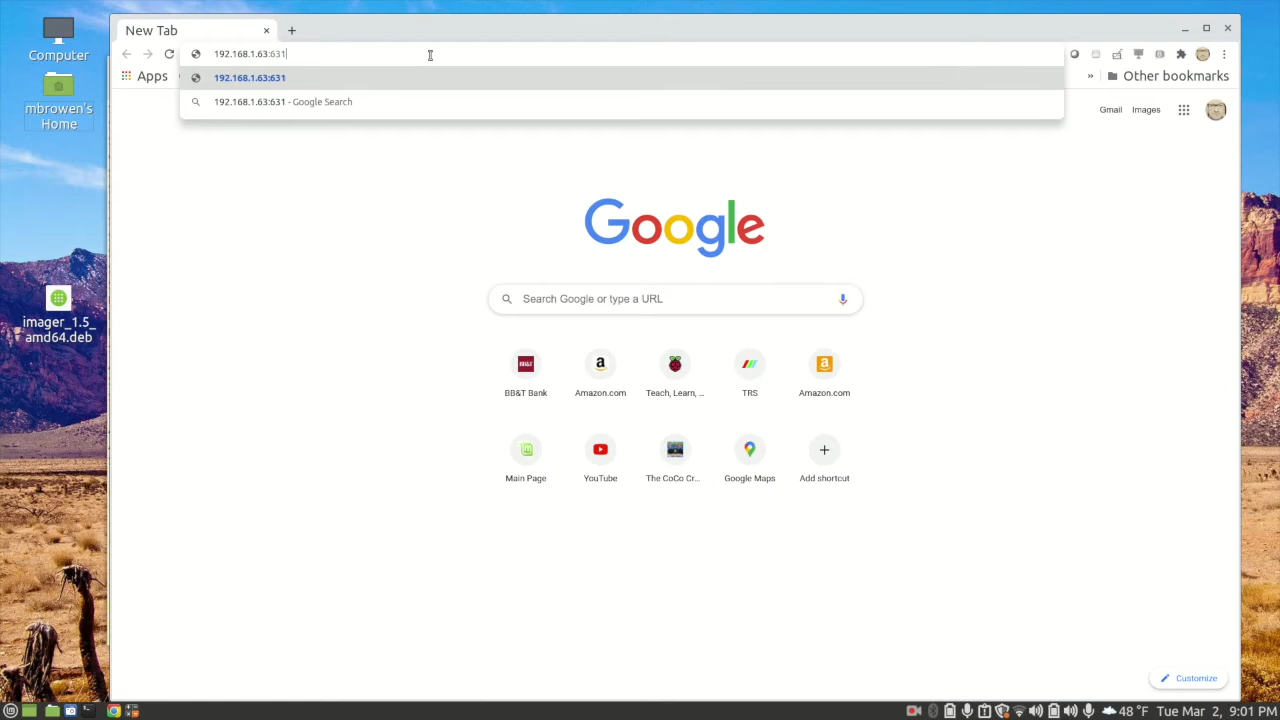 New Tab
Computer
192.168.1.63:631
192.168.1.63:631
Apps
Other bookmarks
192.168.1.63:631 - Google Search
mbrowen's
Home
Gmail
Images
Google
Search Google or type a URL
imager_1.5_
amd64.deb
BB&T
BB&T Bank
Amazon.com
Teach, Learn, ...
TRS
Amazon.com
Main Page
YouTube
The CoCo Cr...
Google Maps
Add shortcut
Customize
48 °F
Tue Mar 2, 9:01 PM